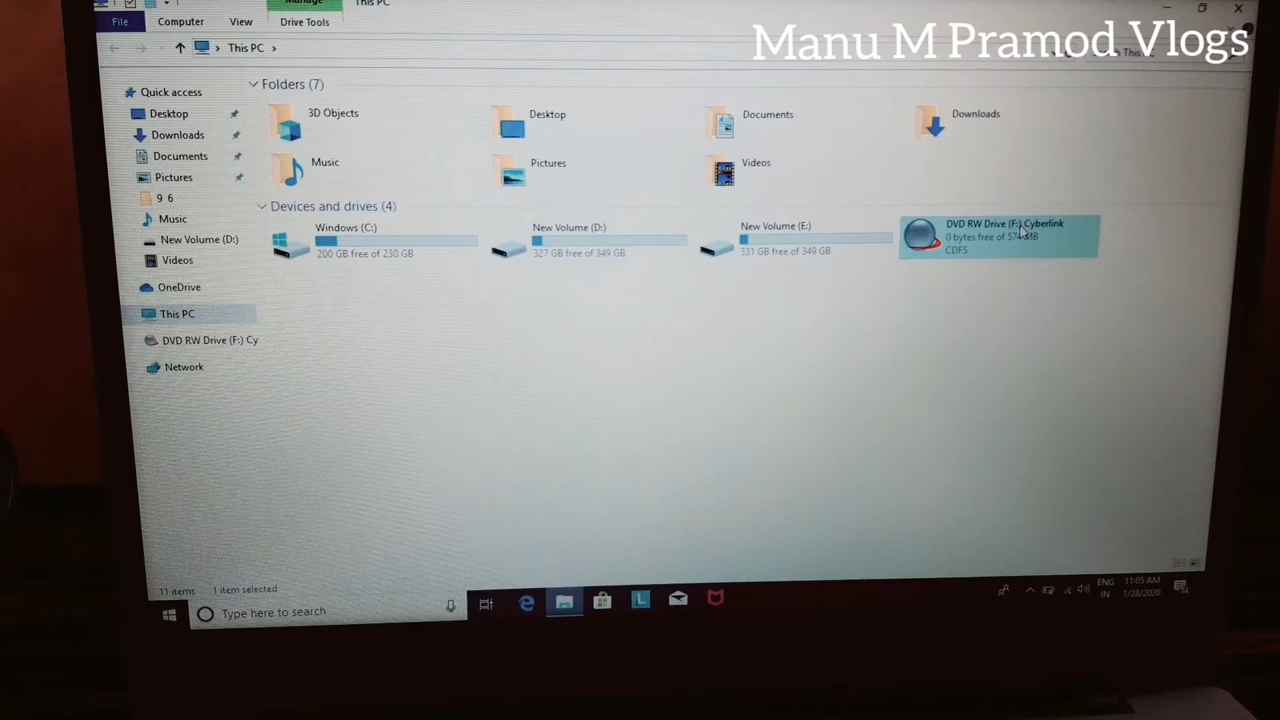 Manage
This PC
File
Computer
View
Drive Tools
Manu M Pramod Vlogs
This PC
This PC
Quick access
Desktop
Downloads
Documents
Pictures
9 6
Music
New Volume (D:)
Videos
OneDrive
This PC
DVD RW Drive (F:) Cy
Network
Folders (7)
3D Objects
Desktop
Documents
Downloads
Music
Pictures
Videos
Devices and drives (4)
Windows (C:)
200 GB free of 230 GB
New Volume (D:)
327 GB free of 349 GB
New Volume (E:)
331 GB free of 349 GB
DVD RW Drive (F:) Cyberlink
0 bytes free of 574 MB
CDFS
11 items
1 item selected
Type here to search
L
ENG
IN
11:05 AM
1/28/2020